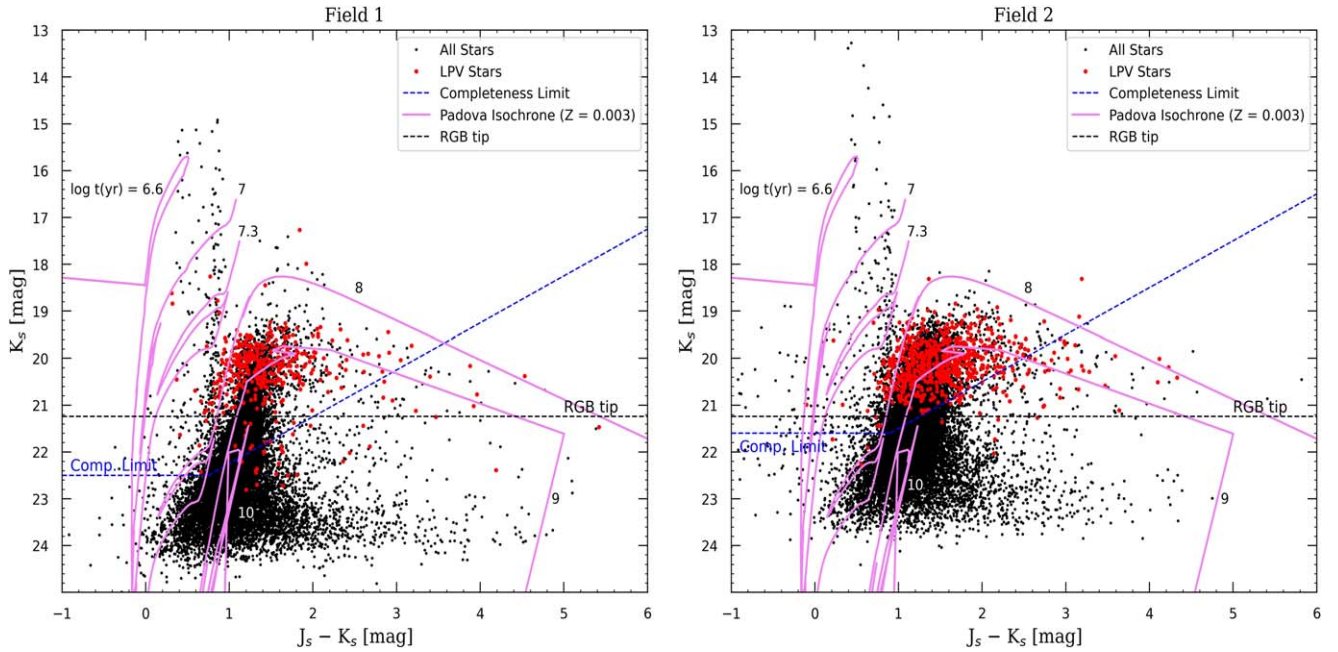 Field 1
13
14
15
16
17
18
19
20
21
22
23
24
K_s [mag]
All Stars
LPV Stars
Completeness Limit
Padova Isochrone (Z = 0.003)
RGB tip
log t(yr) = 6.6
7
7.3
8
RGB tip
Comp. Limit
10
9
−1
0
1
2
3
4
5
6
J_s − K_s [mag]
Field 2
13
14
15
16
17
18
19
20
21
22
23
24
K_s [mag]
All Stars
LPV Stars
Completeness Limit
Padova Isochrone (Z = 0.003)
RGB tip
log t(yr) = 6.6
7
7.3
8
RGB tip
Comp. Limit
10
9
−1
0
1
2
3
4
5
6
J_s − K_s [mag]